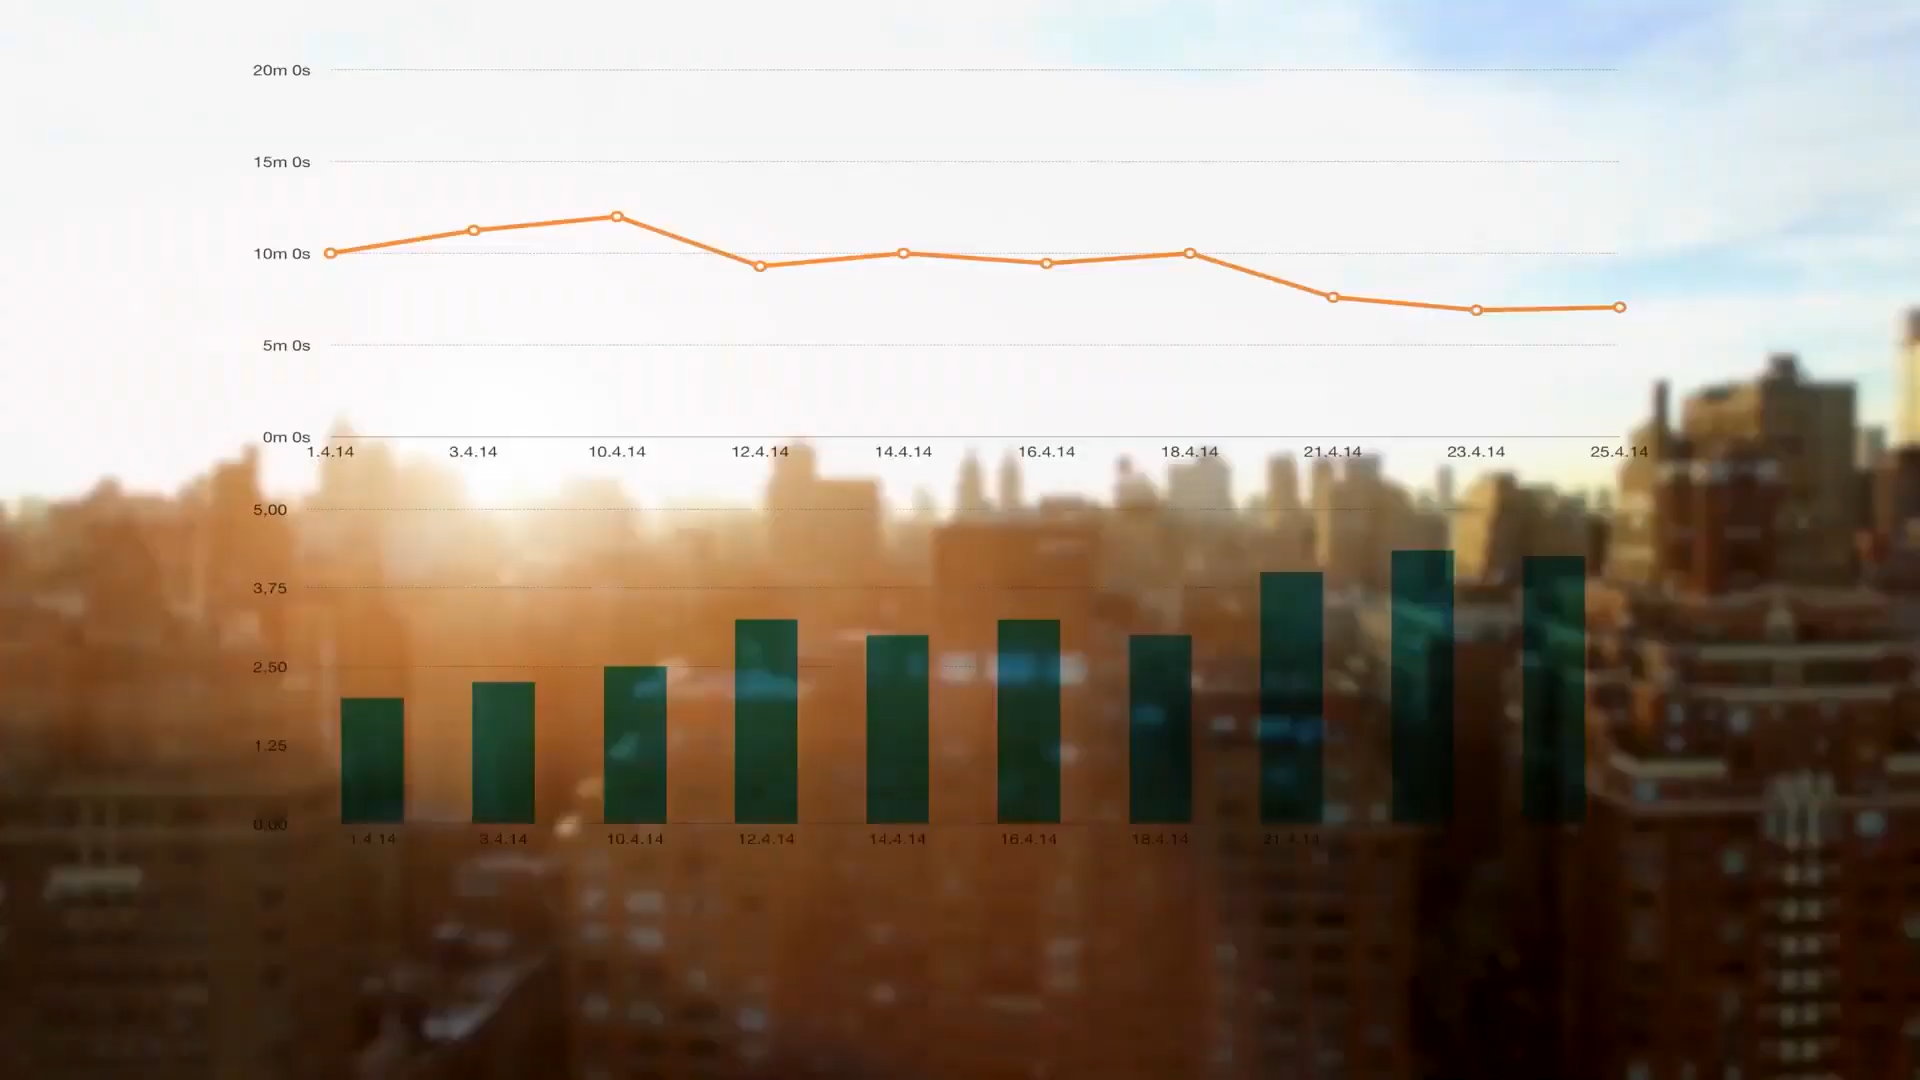 20m 0s
15m 0s
10m 0s
5m 0s
0m 0s
1.4.14 3.4.14 10.4.14 12.4.14 14.4.14 16.4.14 18.4.14 21.4.14 23.4.14 25.4.14
5,00
3,75
2,50
1,25
0,00
1.4.14 3.4.14 10.4.14 12.4.14 14.4.14 16.4.14 18.4.14 21.4.14